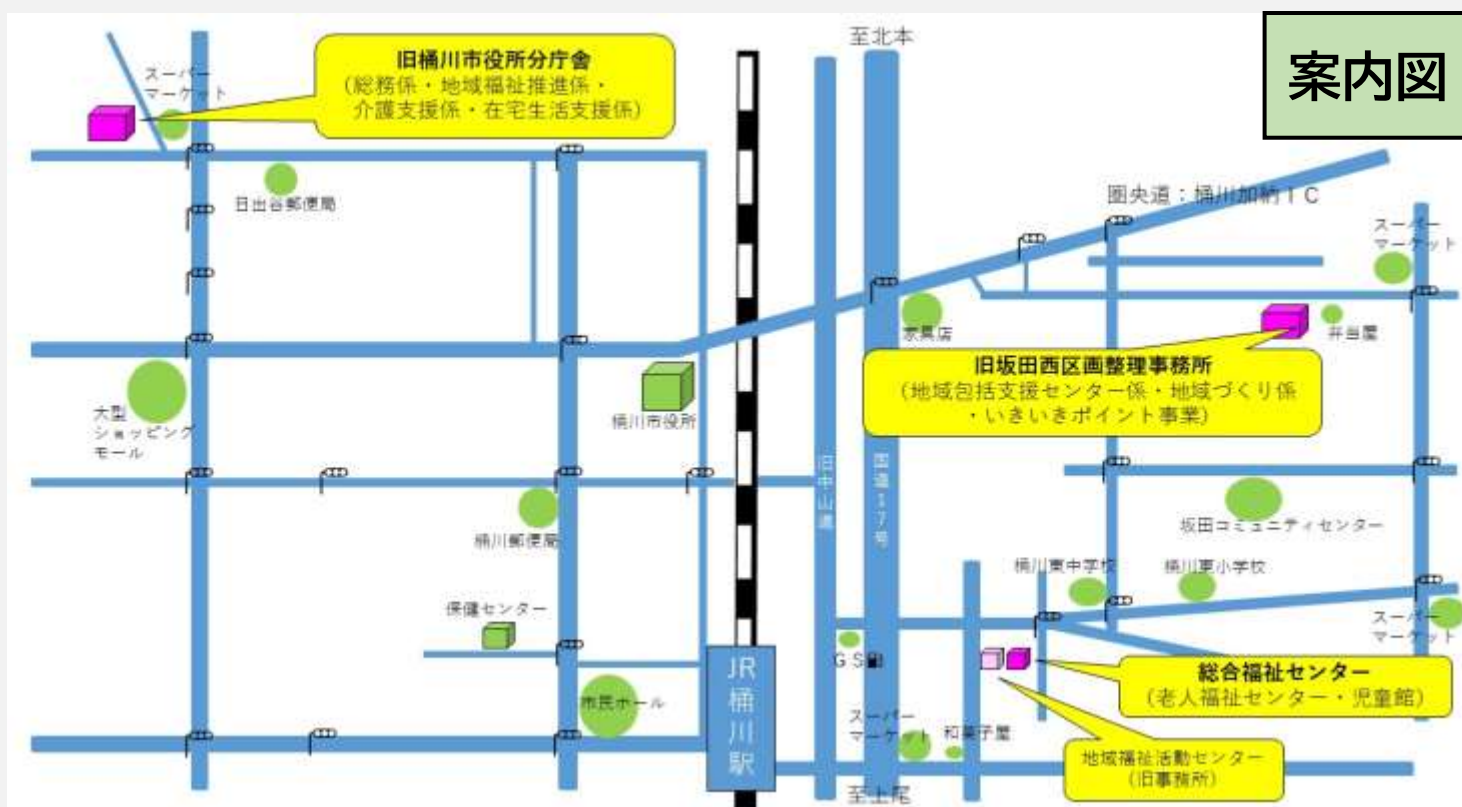 案内図
至北本
旧桶川市役所分庁舎
(総務係・地域福祉推進係・
介護支援係・在宅生活支援係)
スーパー
マーケット
日出谷郵便局
圏央道：桶川加納ＩＣ
スーパー
マーケット
家具店
弁当屋
旧坂田西区画整理事務所
(地域包括支援センター係・地域づくり係
・いきいきポイント事業)
大型
ショッピング
モール
桶川市役所
旧中山道
国道１７号
坂田コミュニティセンター
桶川郵便局
桶川東中学校
桶川東小学校
保健センター
スーパー
マーケット
ＧＳ
JR桶川駅
総合福祉センター
(老人福祉センター・児童館)
市民ホール
スーパー
マーケット
和菓子屋
地域福祉活動センター
(旧事務所)
至上尾